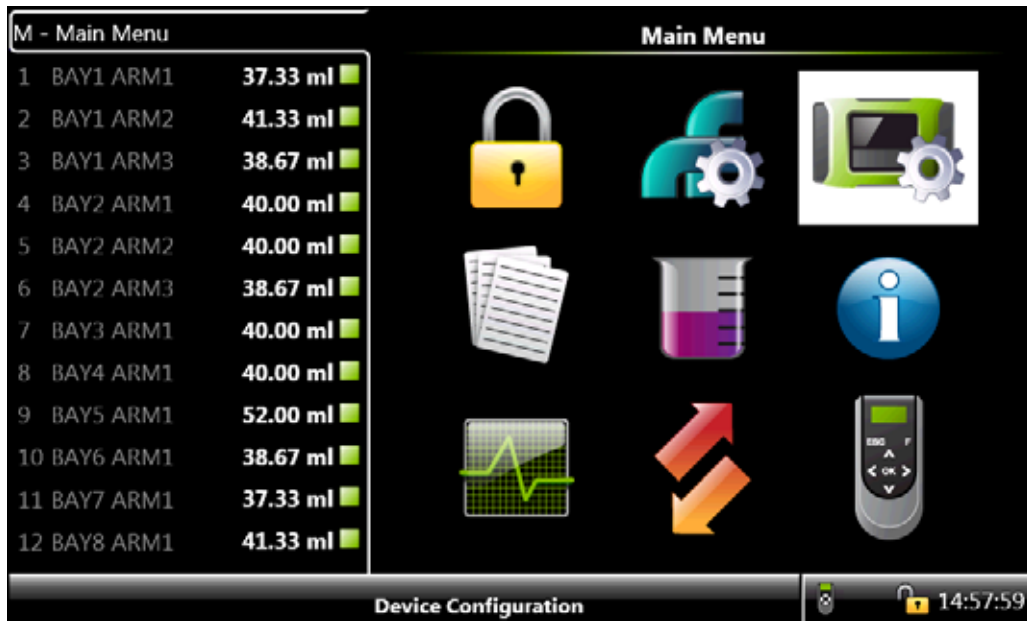 M - Main Menu
Main Menu
1 BAY1 ARM1 37.33 ml
2 BAY1 ARM2 41.33 ml
3 BAY1 ARM3 38.67 ml
4 BAY2 ARM1 40.00 ml
5 BAY2 ARM2 40.00 ml
6 BAY2 ARM3 38.67 ml
7 BAY3 ARM1 40.00 ml
8 BAY4 ARM1 40.00 ml
9 BAY5 ARM1 52.00 ml
10 BAY6 ARM1 38.67 ml
11 BAY7 ARM1 37.33 ml
12 BAY8 ARM1 41.33 ml
ESC F
OK
Device Configuration
14:57:59